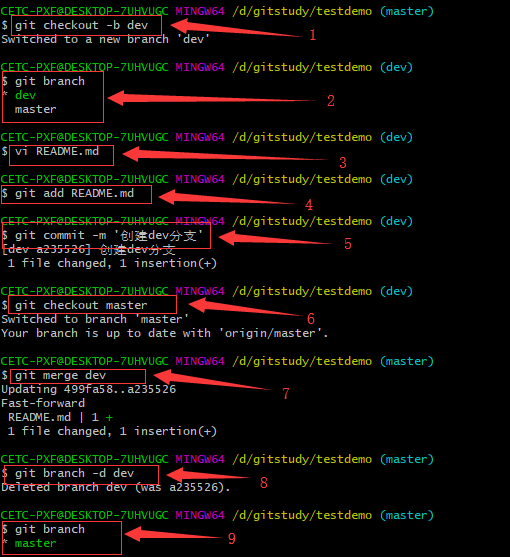 CETC-PXF@DESKTOP-7UHVUGC MINGW64 /d/gitstudy/testdemo (master)
$ git checkout -b dev
1
Switched to a new branch 'dev'
CETC-PXF@DESKTOP-7UHVUGC MINGW64 /d/gitstudy/testdemo (dev)
$ git branch
* dev
2
master
CETC-PXF@DESKTOP-7UHVUGC MINGW64 /d/gitstudy/testdemo (dev)
$ vi README.md
3
CETC-PXF@DESKTOP-7UHVUGC MINGW64 /d/gitstudy/testdemo (dev)
$ git add README.md
4
CETC-PXF@DESKTOP-7UHVUGC MINGW64 /d/gitstudy/testdemo (dev)
$ git commit -m '创建dev分支'
5
[dev a235526] 创建dev分支
1 file changed, 1 insertion(+)
CETC-PXF@DESKTOP-7UHVUGC MINGW64 /d/gitstudy/testdemo (dev)
$ git checkout master
6
Switched to branch 'master'
Your branch is up to date with 'origin/master'.
CETC-PXF@DESKTOP-7UHVUGC MINGW64 /d/gitstudy/testdemo (master)
$ git merge dev
7
Updating 499fa58..a235526
Fast-forward
README.md | 1 +
1 file changed, 1 insertion(+)
CETC-PXF@DESKTOP-7UHVUGC MINGW64 /d/gitstudy/testdemo (master)
$ git branch -d dev
8
Deleted branch dev (was a235526).
CETC-PXF@DESKTOP-7UHVUGC MINGW64 /d/gitstudy/testdemo (master)
$ git branch
9
* master